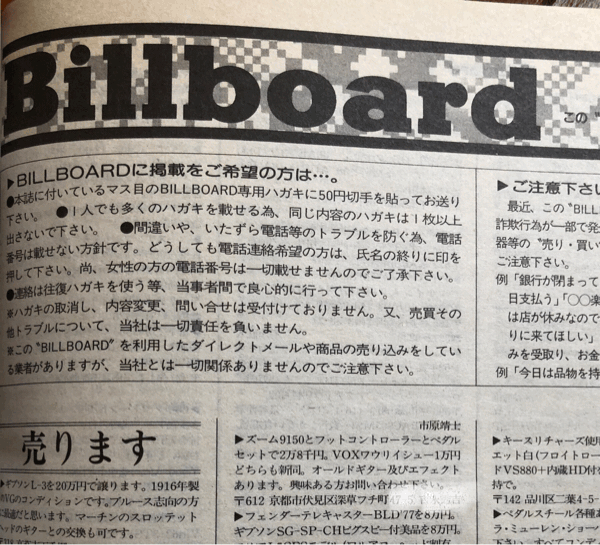 Billboard
この "
▶BILLBOARDに掲載をご希望の方は…。
●本誌に付いているマス目のBILLBOARD専用ハガキに50円切手を貼ってお送り
下さい。 ●1人でも多くのハガキを載せる為、同じ内容のハガキは1枚以上
出さないで下さい。 ●間違いや、いたずら電話等のトラブルを防ぐ為、電話
番号は載せない方針です。どうしても電話連絡希望の方は、氏名の終りに印を
押して下さい。尚、女性の方の電話番号は一切載せませんのでご了承下さい。
●連絡は往復ハガキを使う等、当事者間で良心的に行って下さい。
※ハガキの取消し、内容変更、問い合せは受付けておりません。又、売買その
他トラブルについて、当社は一切責任を負いません。
※この〝BILLBOARD〟を利用したダイレクトメールや商品の売り込みをしてい
る業者がありますが、当社とは一切関係ありませんのでご注意下さい。
▶ご注意下さい
最近、この〝BILL
詐欺行為が一部で発
器等の〝売り・買い
ご注意下さい。
例「銀行が閉まって
日支払う」「〇〇楽
は店が休みなので
りに来てほしい」
みを受取り、お金
例「今日は品物を持
売ります
▶ギブソンL-3を20万円で譲ります。1916年製
のVGコンディションです。ブルース志向の方
に最適だと思います。マーチンのスロッテット
ヘッドのギターとの交換も可です。
市原靖士
▶ズーム9150とフットコントローラーとペダル
セットで2万8千円。VOXワウリイシュー1万円
どちらも新同。オールドギター及びエフェクト
あります。興味ある方お問い合わせ下さい。
〒612 京都市伏見区深草フチ町
▶フェンダーテレキャスターBLD'77を8万円。
ギブソンSG-SP-CHビグスビー付美品を8万円。
▶キースリチャーズ使用
エット白(フロイトロー
ドVS880+内蔵HD付を
持て。
〒142 品川区二葉4-5-
▶ペダルスチール各種あ
ラ・ミューレン・ショーバ